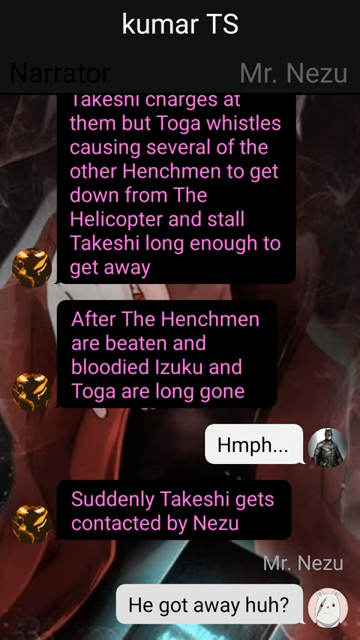 kumar TS
Narrator
Mr. Nezu
Takeshi charges at
them but Toga whistles
causing several of the
other Henchmen to get
down from The
Helicopter and stall
Takeshi long enough to
get away
After The Henchmen
are beaten and
bloodied Izuku and
Toga are long gone
Hmph...
Suddenly Takeshi gets
contacted by Nezu
Mr. Nezu
He got away huh?